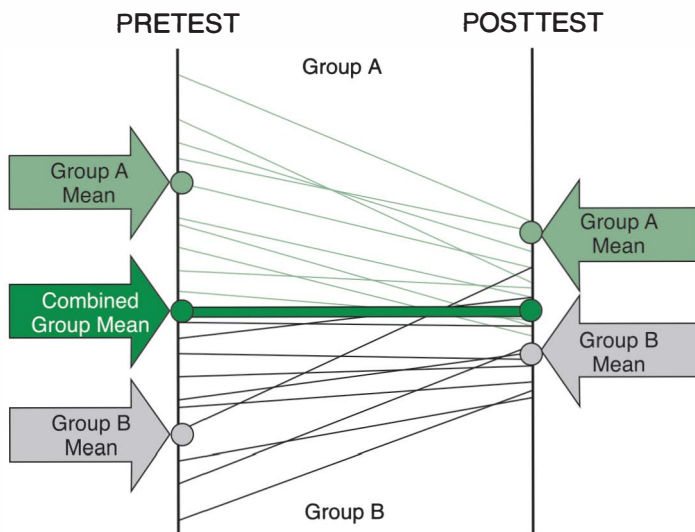 PRETEST
POSTTEST
Group A
Group A
Mean
Group A
Mean
Combined
Group Mean
Group B
Mean
Group B
Mean
Group B